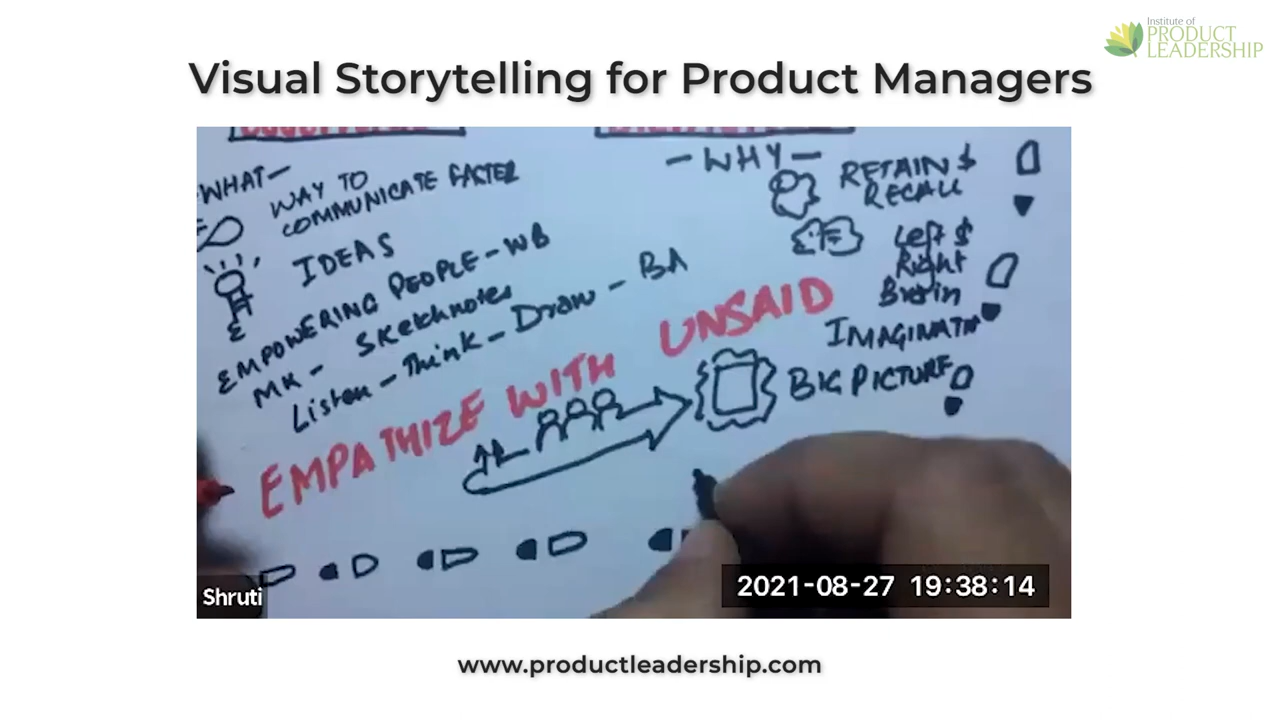 Institute of
PRODUCT
LEADERSHIP
Visual Storytelling for Product Managers
-WHAT-
WAY TO
COMMUNICATE FASTER
IDEAS
EMPOWERING PEOPLE-WB
MK- Sketchnotes
Listen-Think-Draw-BA
EMPATHIZE WITH UNSAID
-WHY-
RETAIN &
RECALL
Left &
Right
Brain
IMAGINATN
BIG PICTURE
Shruti
2021-08-27 19:38:14
www.productleadership.com